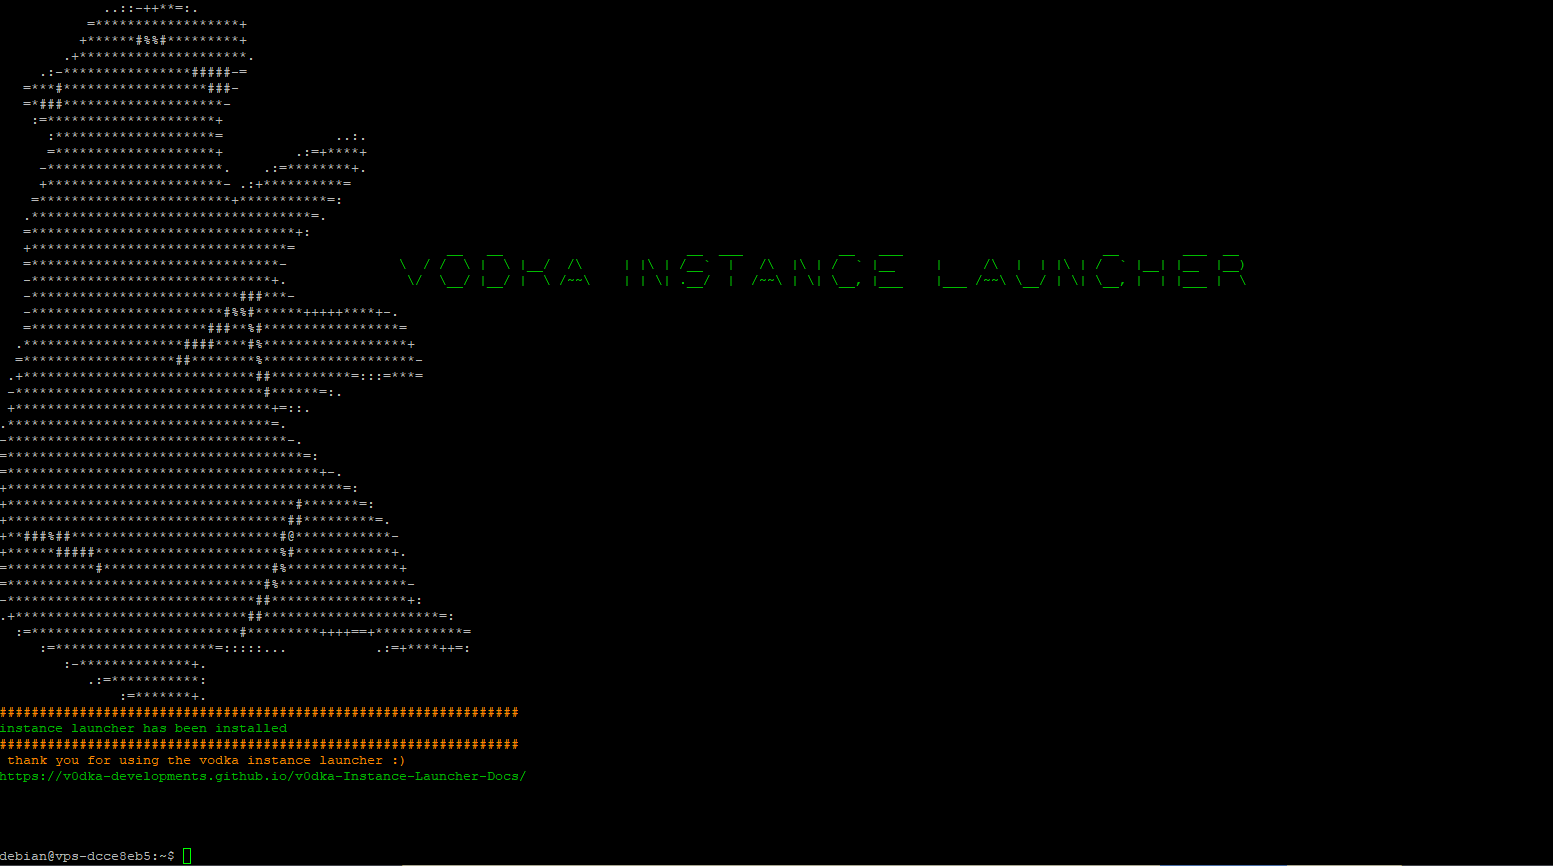 VODKA INSTANCE LAUNCHER
#################################################################
instance launcher has been installed
#################################################################
thank you for using the vodka instance launcher :)
https://v0dka-developments.github.io/v0dka-Instance-Launcher-Docs/
debian@vps-dcce8eb5:~$